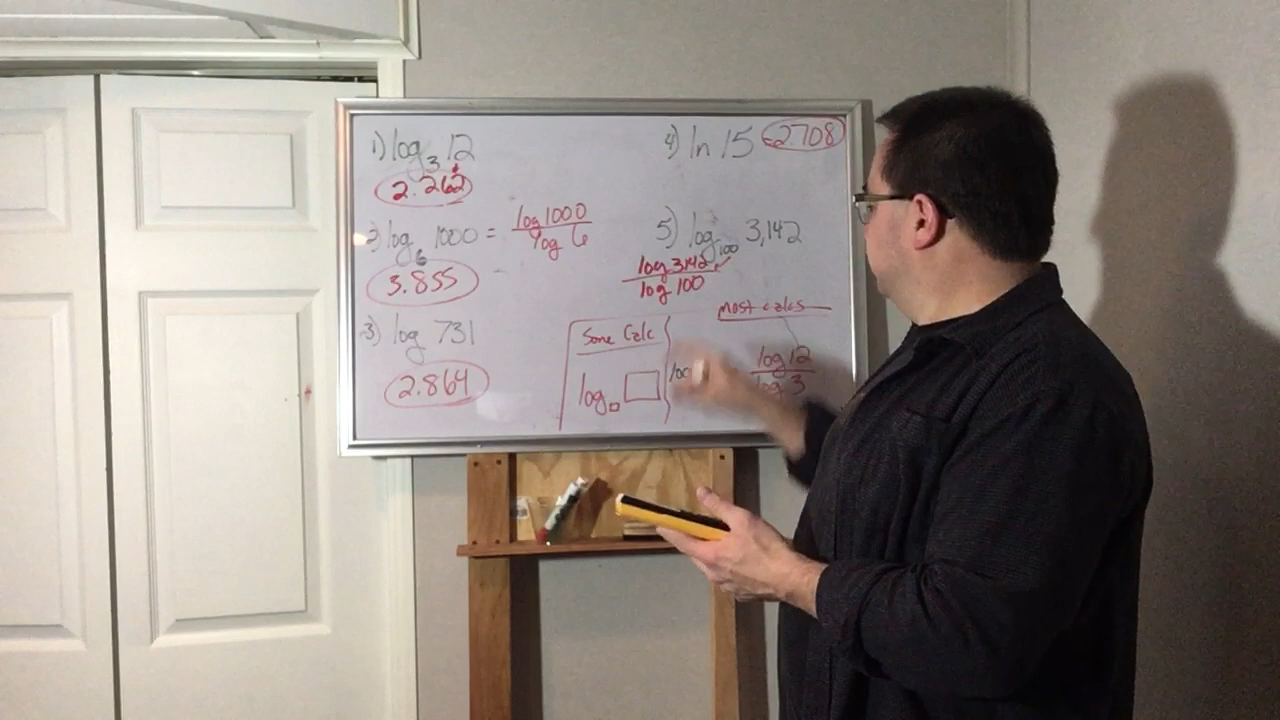 1) log₃ 12
2.262
2) log₆ 1000 = log 1000 / log 6
3.855
3) log 731
2.864
4) ln 15 2.708
5) log₁₀₀ 3,142
log 3142 / log 100
Some Calc
log
most calcs
log 12 / log 3